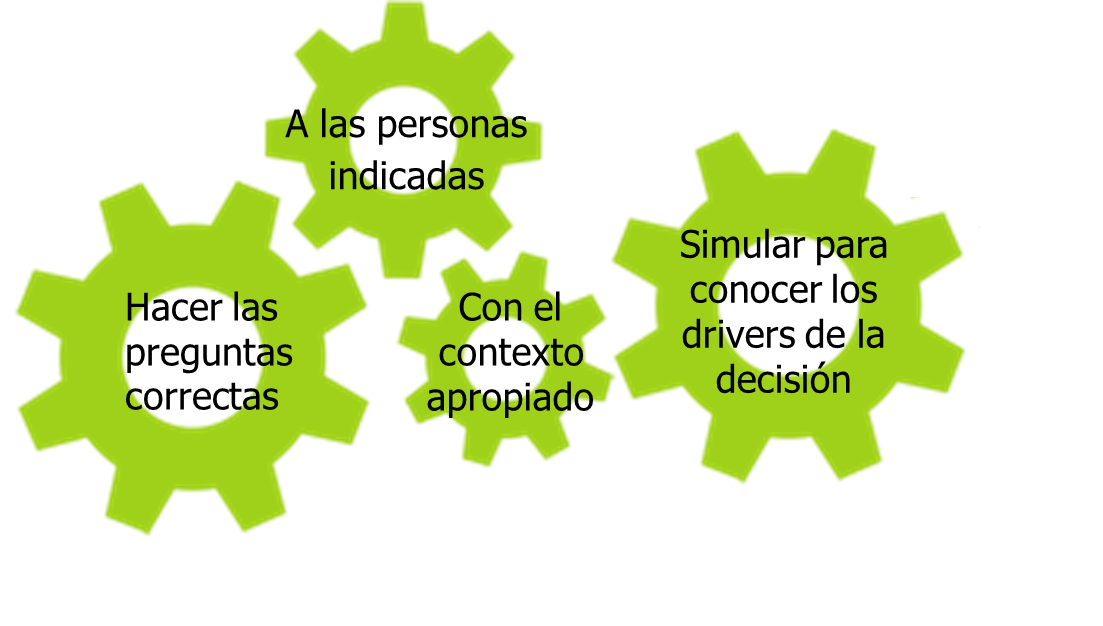 A las personas
indicadas
Hacer las
preguntas
correctas
Con el
contexto
apropiado
Simular para
conocer los
drivers de la
decisión